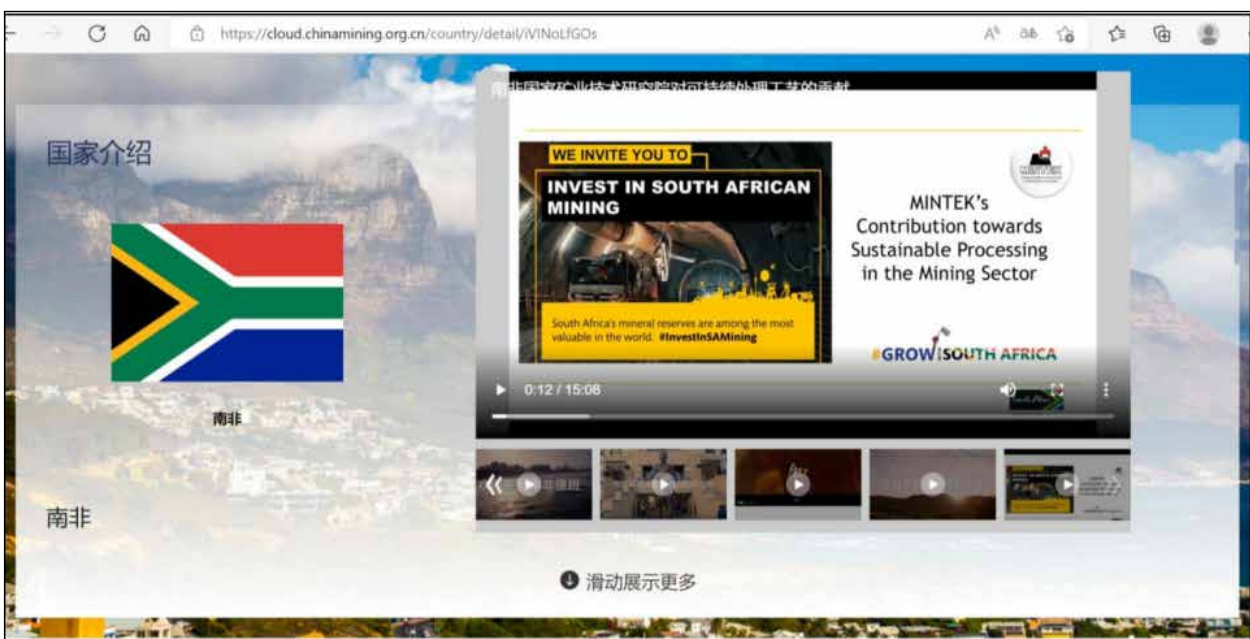 https://cloud.chinamining.org.cn/country/detail/iVINoLfGOs
南非国家矿业技术研究院对可持续处理工艺的贡献
国家介绍
WE INVITE YOU TO
INVEST IN SOUTH AFRICAN
MINING
South Africa's mineral reserves are among the most
valuable in the world. #InvestInSAMining
MINTEK's
Contribution towards
Sustainable Processing
in the Mining Sector
#GROW SOUTH AFRICA
0:12 / 15:08
南非
南非
滑动展示更多